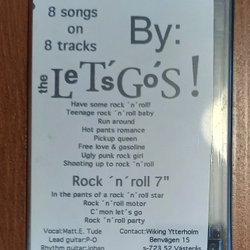 8 songs
on
8 tracks
By:
the LeTs´Go´S!
Have some rock ´n´roll!
Teenage rock ´n´roll baby
Run around
Hot pants romance
Pickup queen
Free love & gasoline
Ugly punk rock girl
Shooting up to rock ´n´roll
Rock ´n´roll 7"
In the pants of a rock ´n´roll star
Rock ´n´roll motor
C´mon let´s go
Rock ´n´roll party
Vocal:Matt.E. Tude
Contact:Wiking Ytterholm
Lead guitar:P-O
Benvägen 15
Rhythm guitar:Johan
s-723 52 Västerås